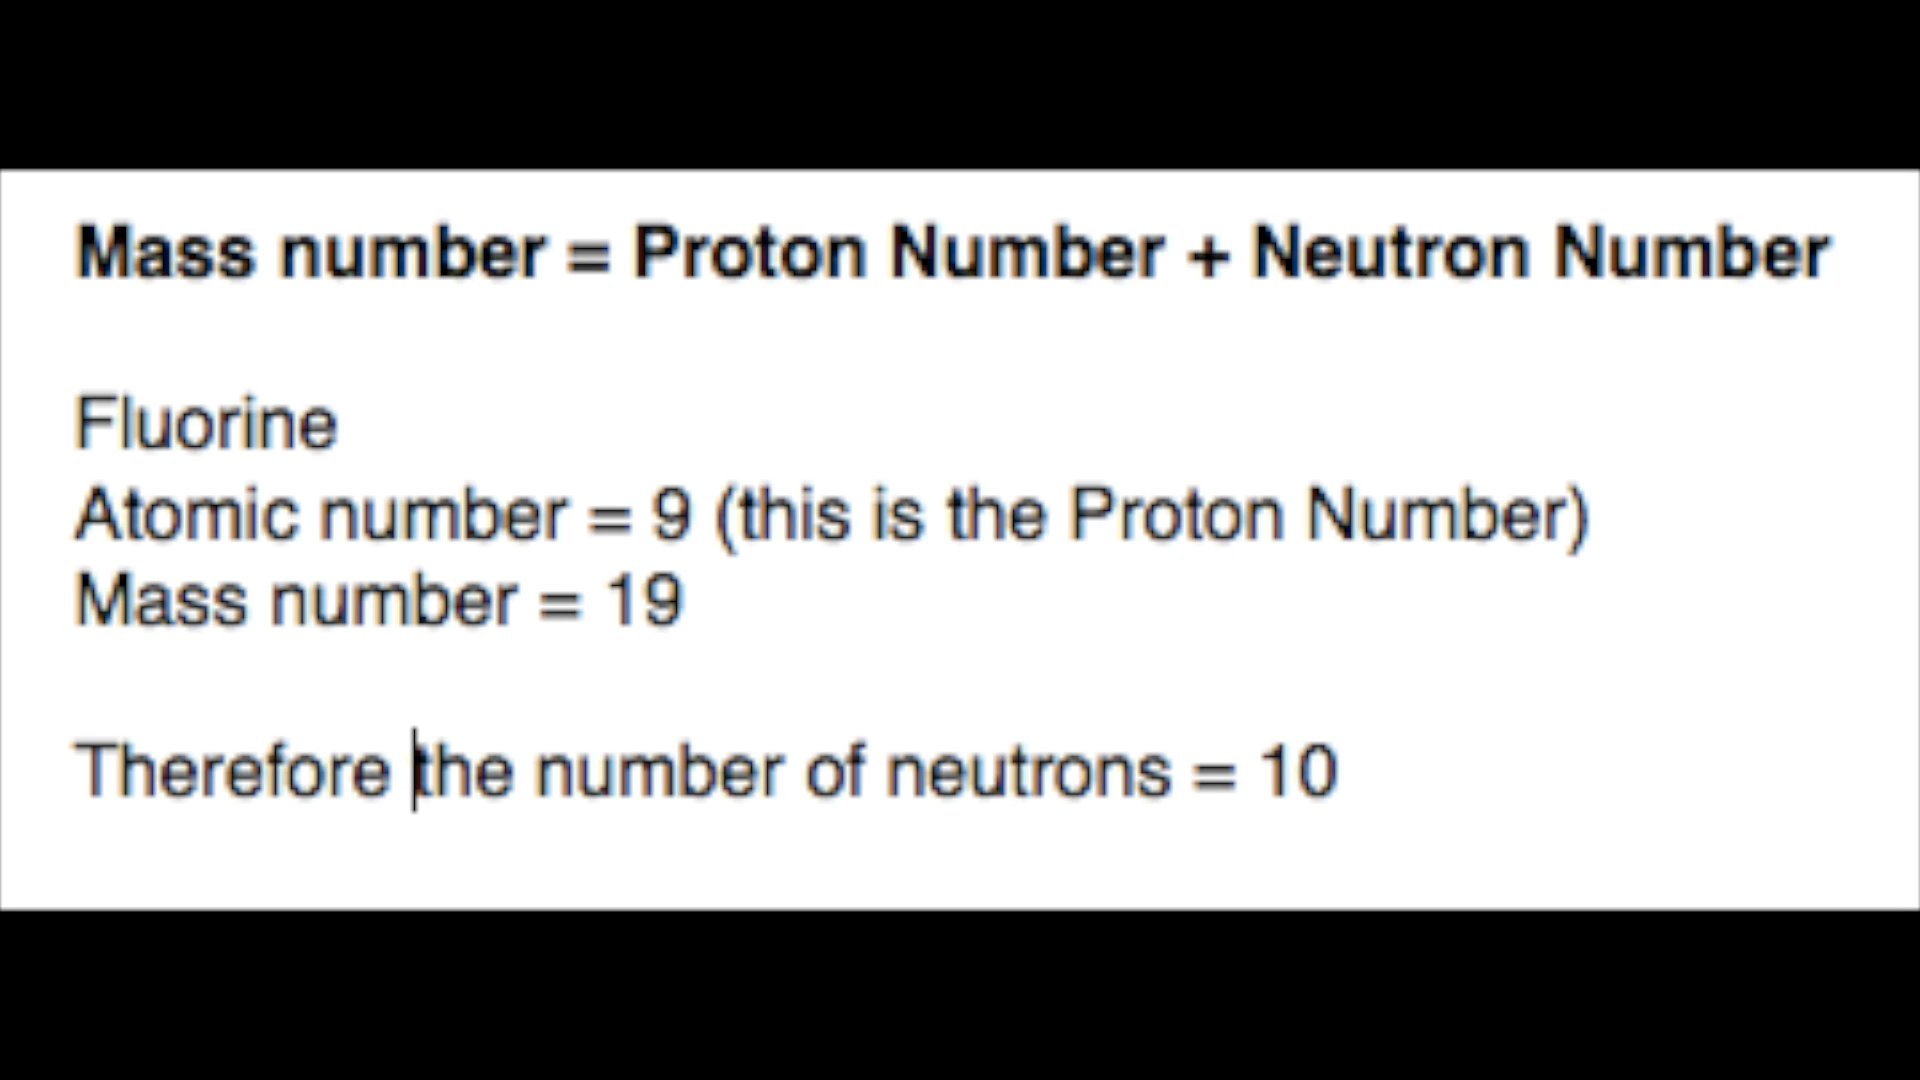 Mass number = Proton Number + Neutron Number
Fluorine
Atomic number = 9 (this is the Proton Number)
Mass number = 19
Therefore the number of neutrons = 10